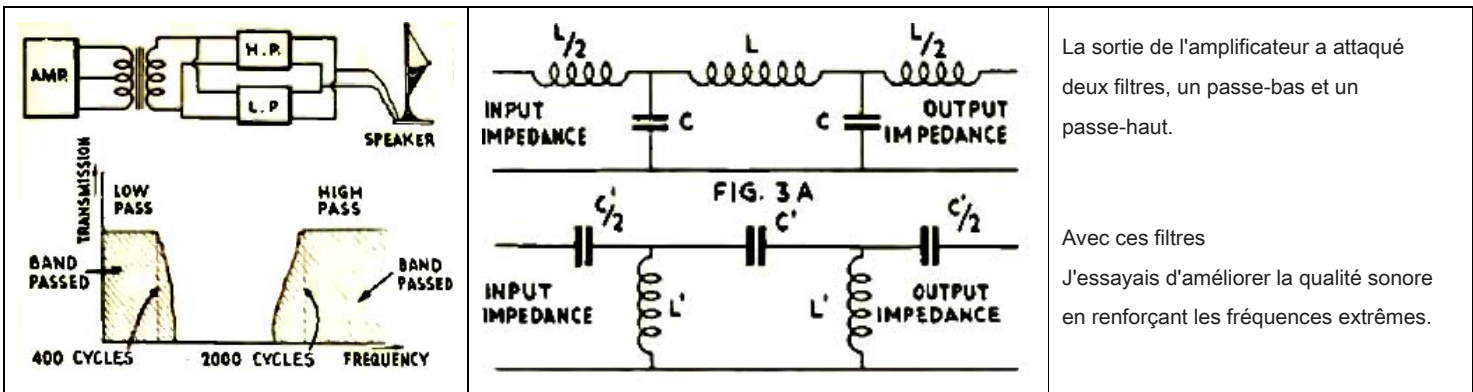 AMP.
H.P.
L.P
SPEAKER
TRANSMISSION
LOW
PASS
HIGH
PASS
BAND
PASSED
BAND
PASSED
400 CYCLES
2000 CYCLES
FREQUENCY
L/2
L
L/2
INPUT
IMPEDANCE
C
C
OUTPUT
IMPEDANCE
FIG. 3 A
C'/2
C'
C'/2
INPUT
IMPEDANCE
L'
L'
OUTPUT
IMPEDANCE
La sortie de l'amplificateur a attaqué
deux filtres, un passe-bas et un
passe-haut.
Avec ces filtres
J'essayais d'améliorer la qualité sonore
en renforçant les fréquences extrêmes.